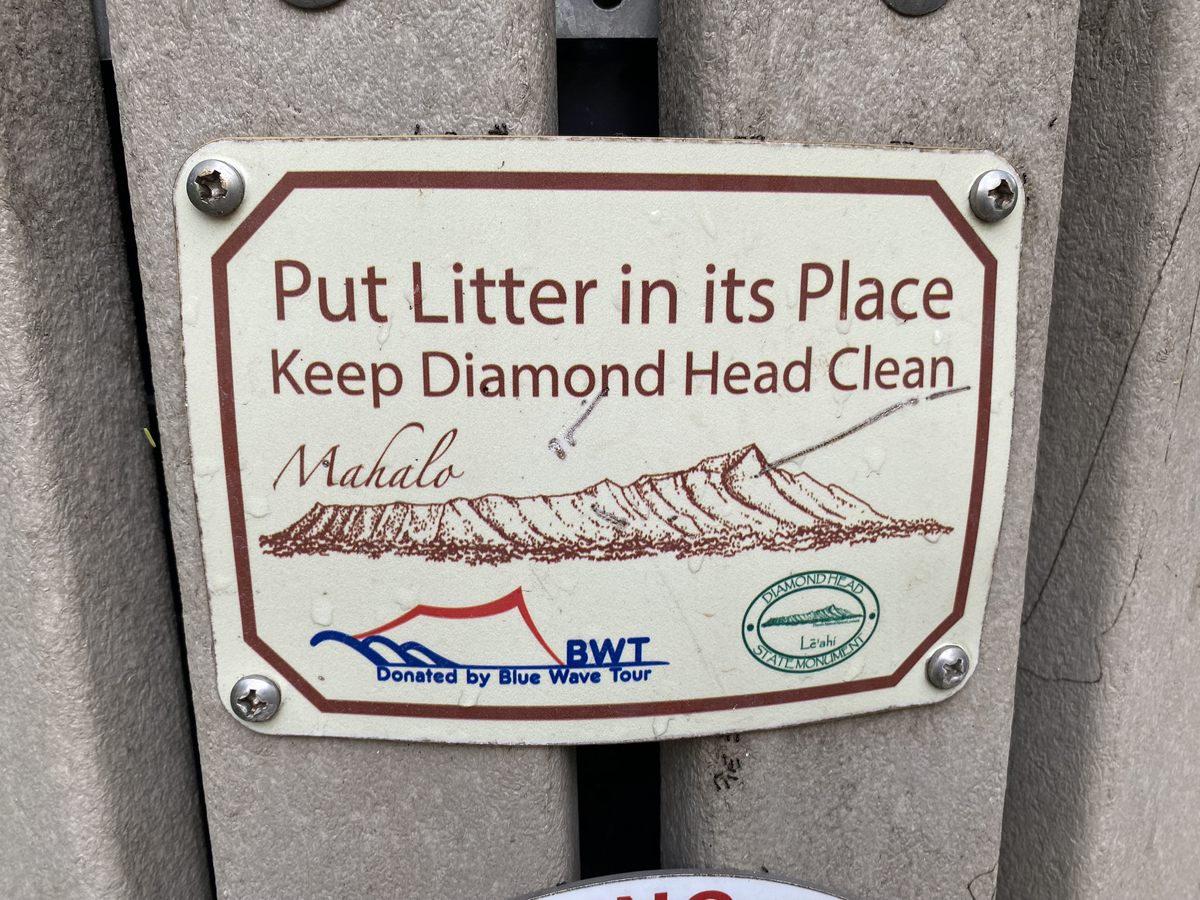 Put Litter in its Place
Keep Diamond Head Clean
Mahalo
BWT
Donated by Blue Wave Tour
DIAMOND HEAD
Lē'ahi
STATE MONUMENT
NO